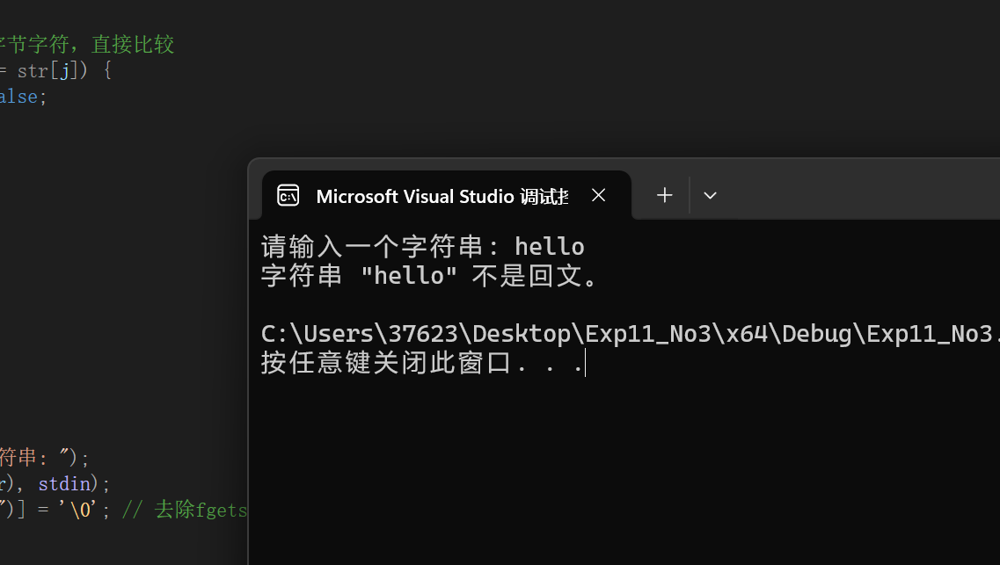 字节字符，直接比较
= str[j]) {
alse;
Microsoft Visual Studio 调试控
请输入一个字符串: hello
字符串 "hello" 不是回文。
C:\Users\37623\Desktop\Exp11_No3\x64\Debug\Exp11_No3.
按任意键关闭此窗口. . .
符串: ");
r), stdin);
")] = '\0'; // 去除fgets